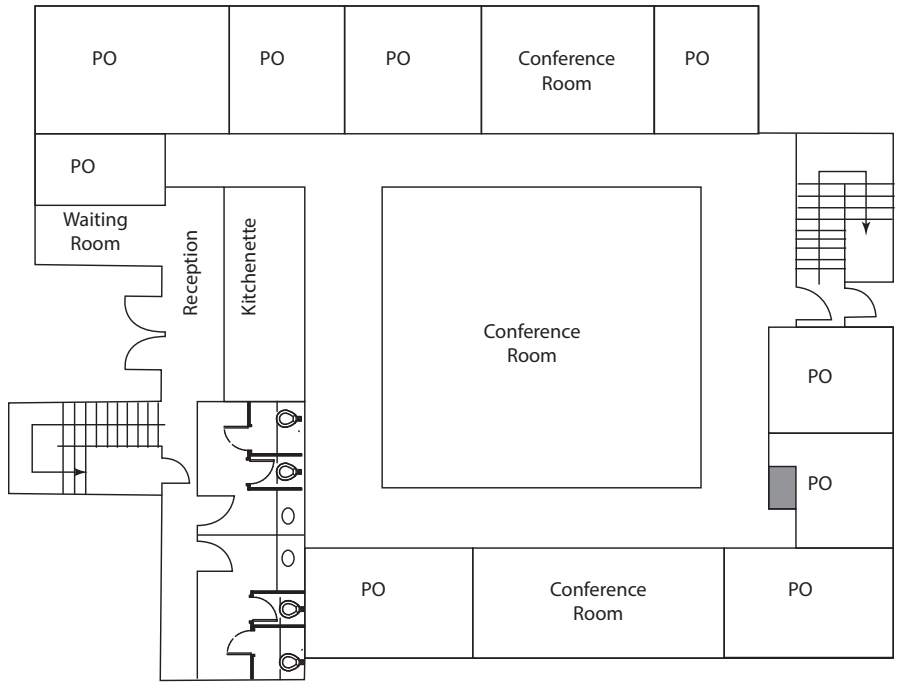 PO
PO
PO
Conference
Room
PO
PO
Waiting
Room
Reception
Kitchenette
Conference
Room
PO
PO
PO
Conference
Room
PO